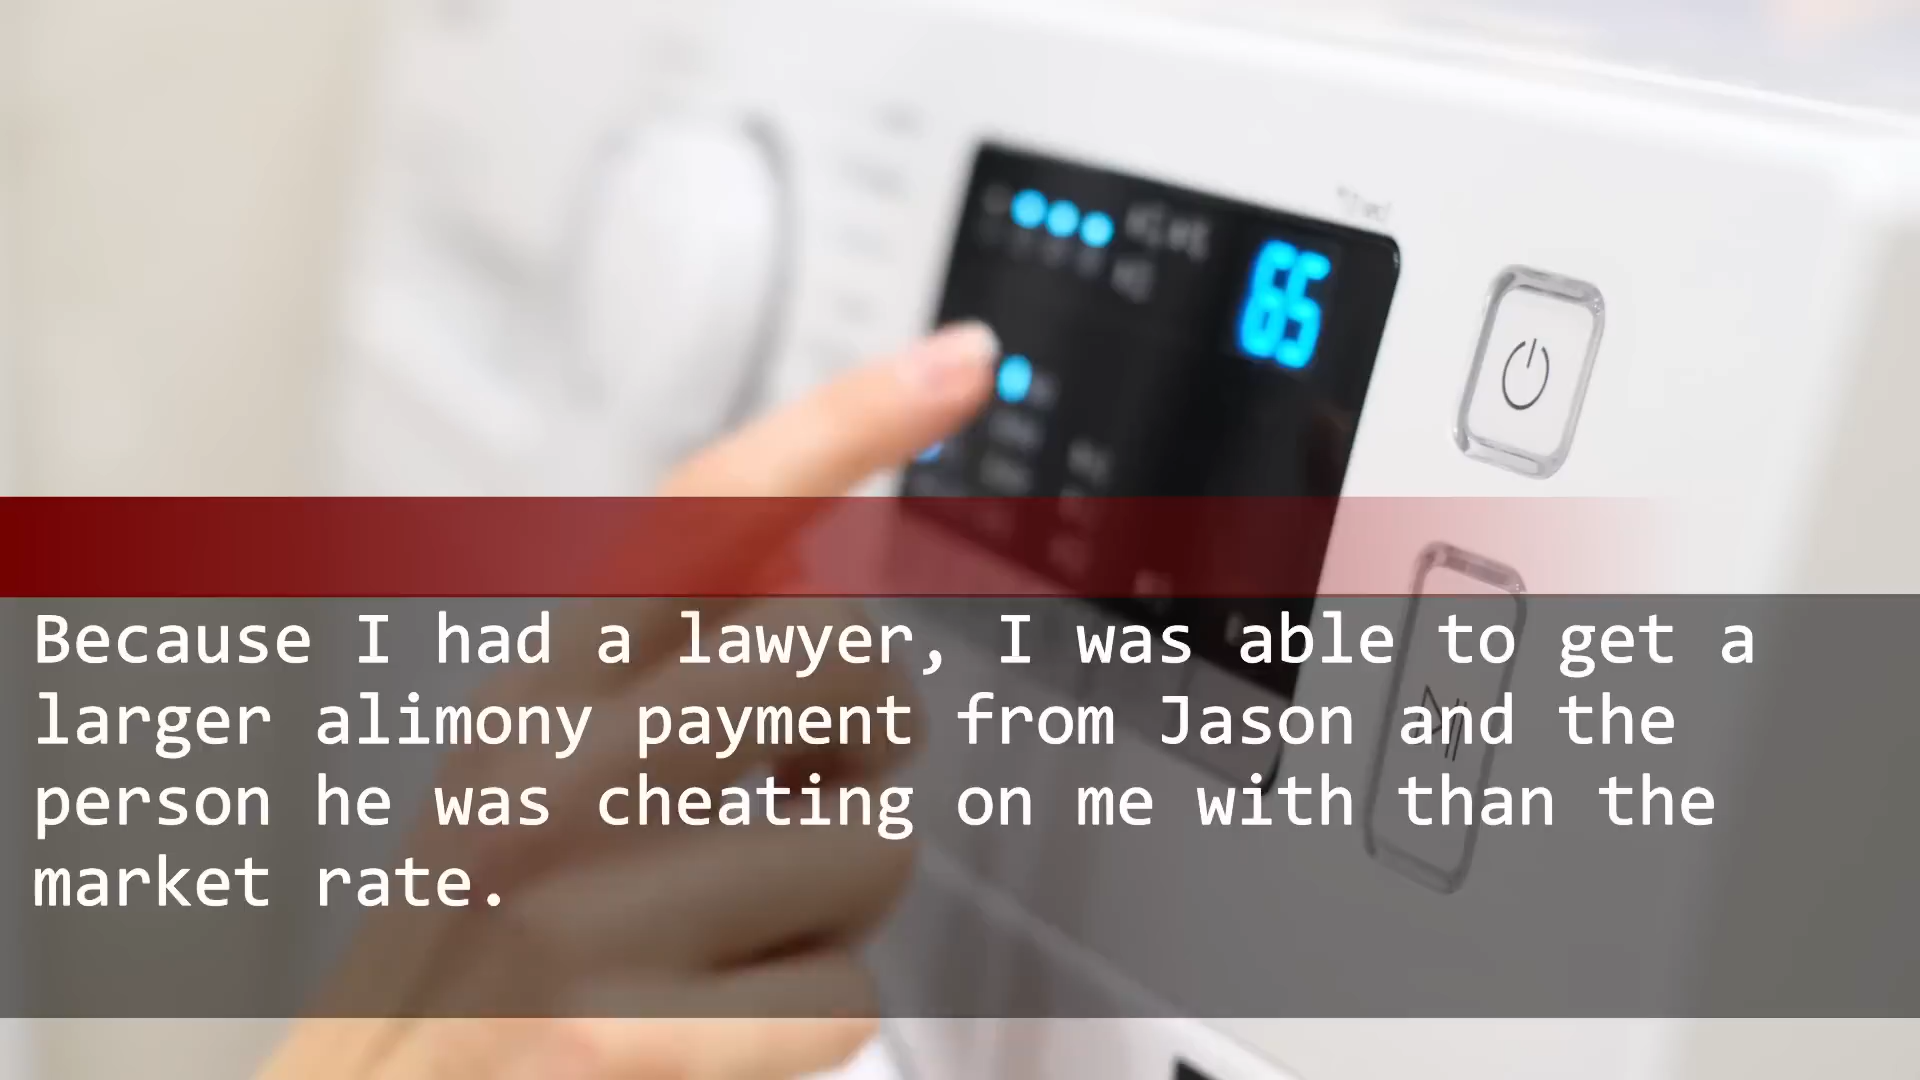 65
Because I had a lawyer, I was able to get a
larger alimony payment from Jason and the
person he was cheating on me with than the
market rate.